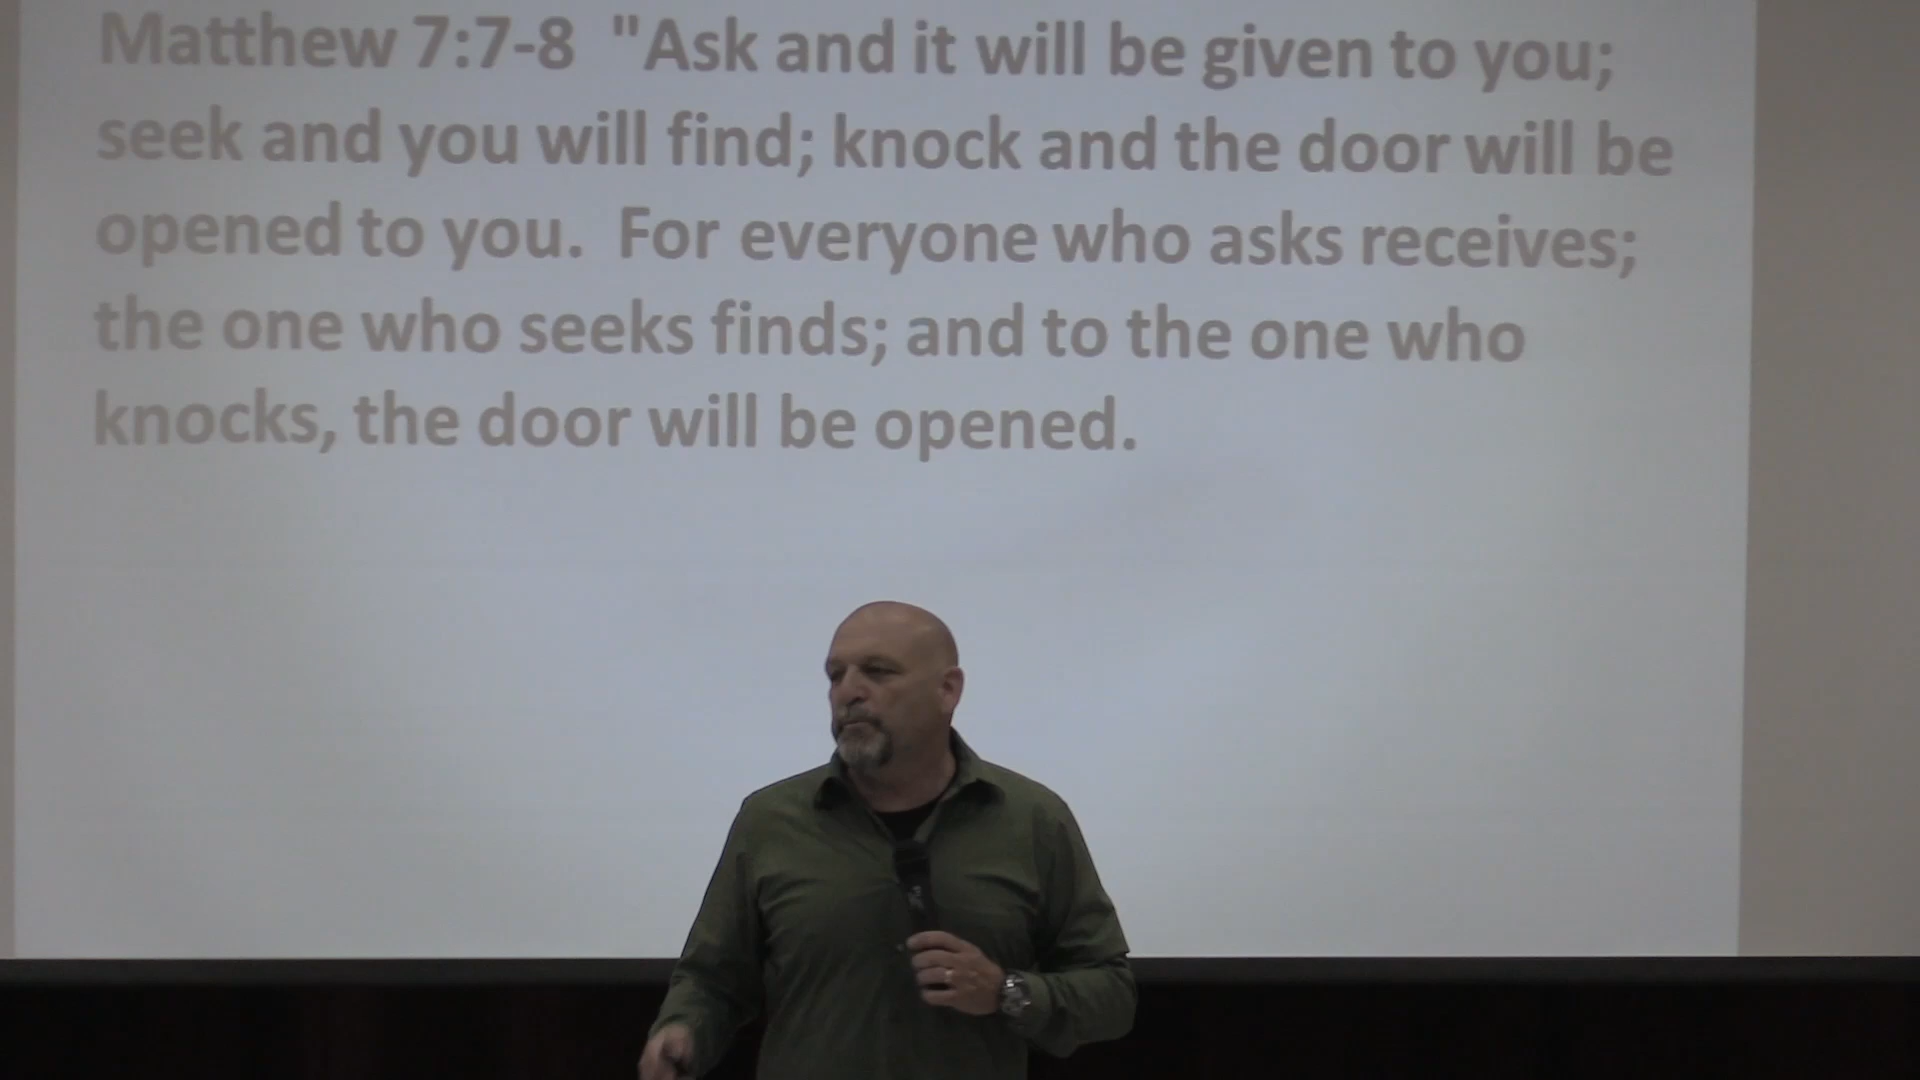 Matthew 7:7-8  "Ask and it will be given to you;
seek and you will find; knock and the door will be
opened to you.  For everyone who asks receives;
the one who seeks finds; and to the one who
knocks, the door will be opened.